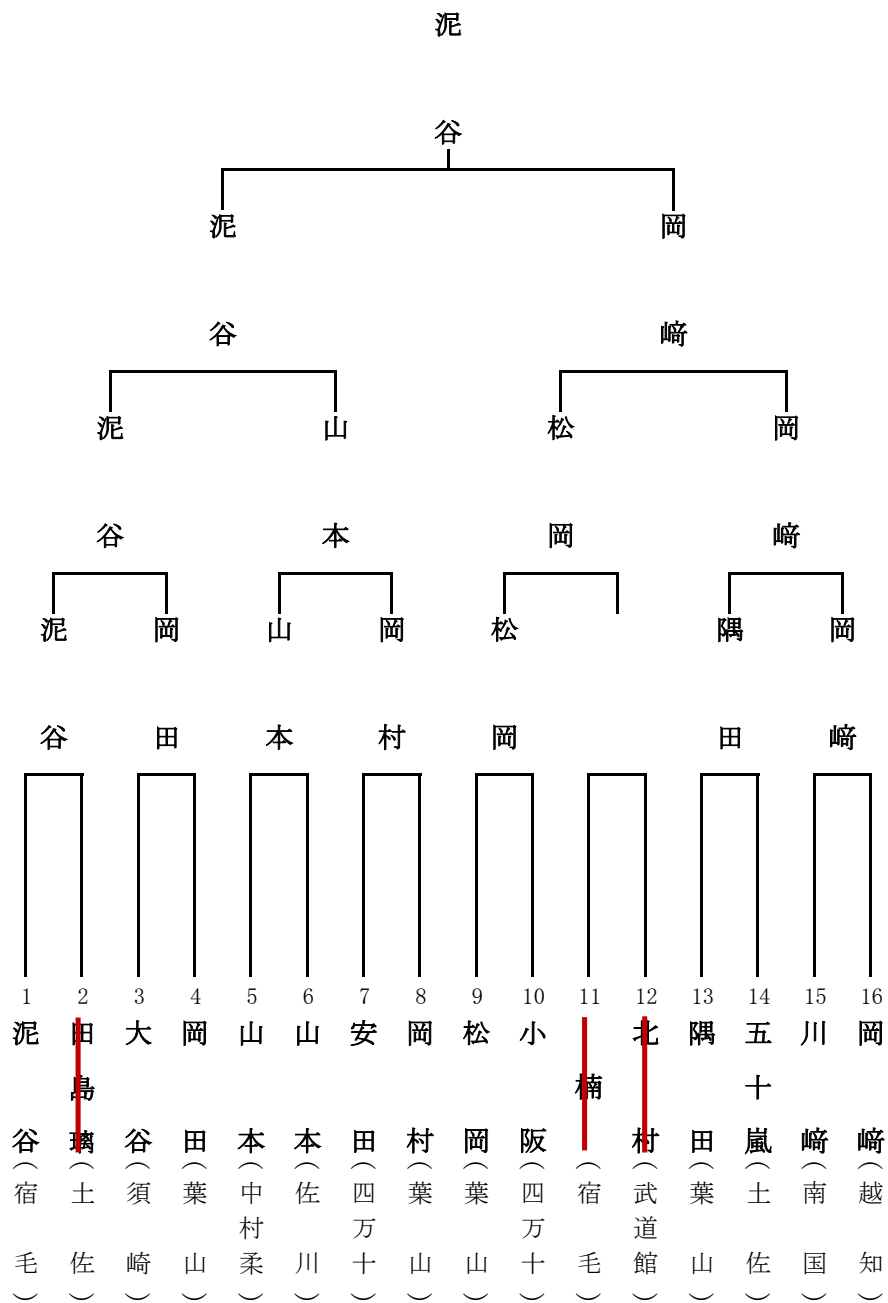 泥谷
泥谷
岡﨑
泥谷
山本
松岡
岡﨑
泥谷
岡田
山本
岡村
松岡
隅田
岡﨑
1 泥谷（宿毛）
2 田島璃（土佐）
3 大谷（須崎）
4 岡田（葉山）
5 山本（中村柔）
6 山本（佐川）
7 安田（四万十）
8 岡村（葉山）
9 松岡（葉山）
10 小阪（四万十）
11 楠（宿毛）
12 北村（武道館）
13 隅田（葉山）
14 五十嵐（土佐）
15 川﨑（南国）
16 岡﨑（越知）